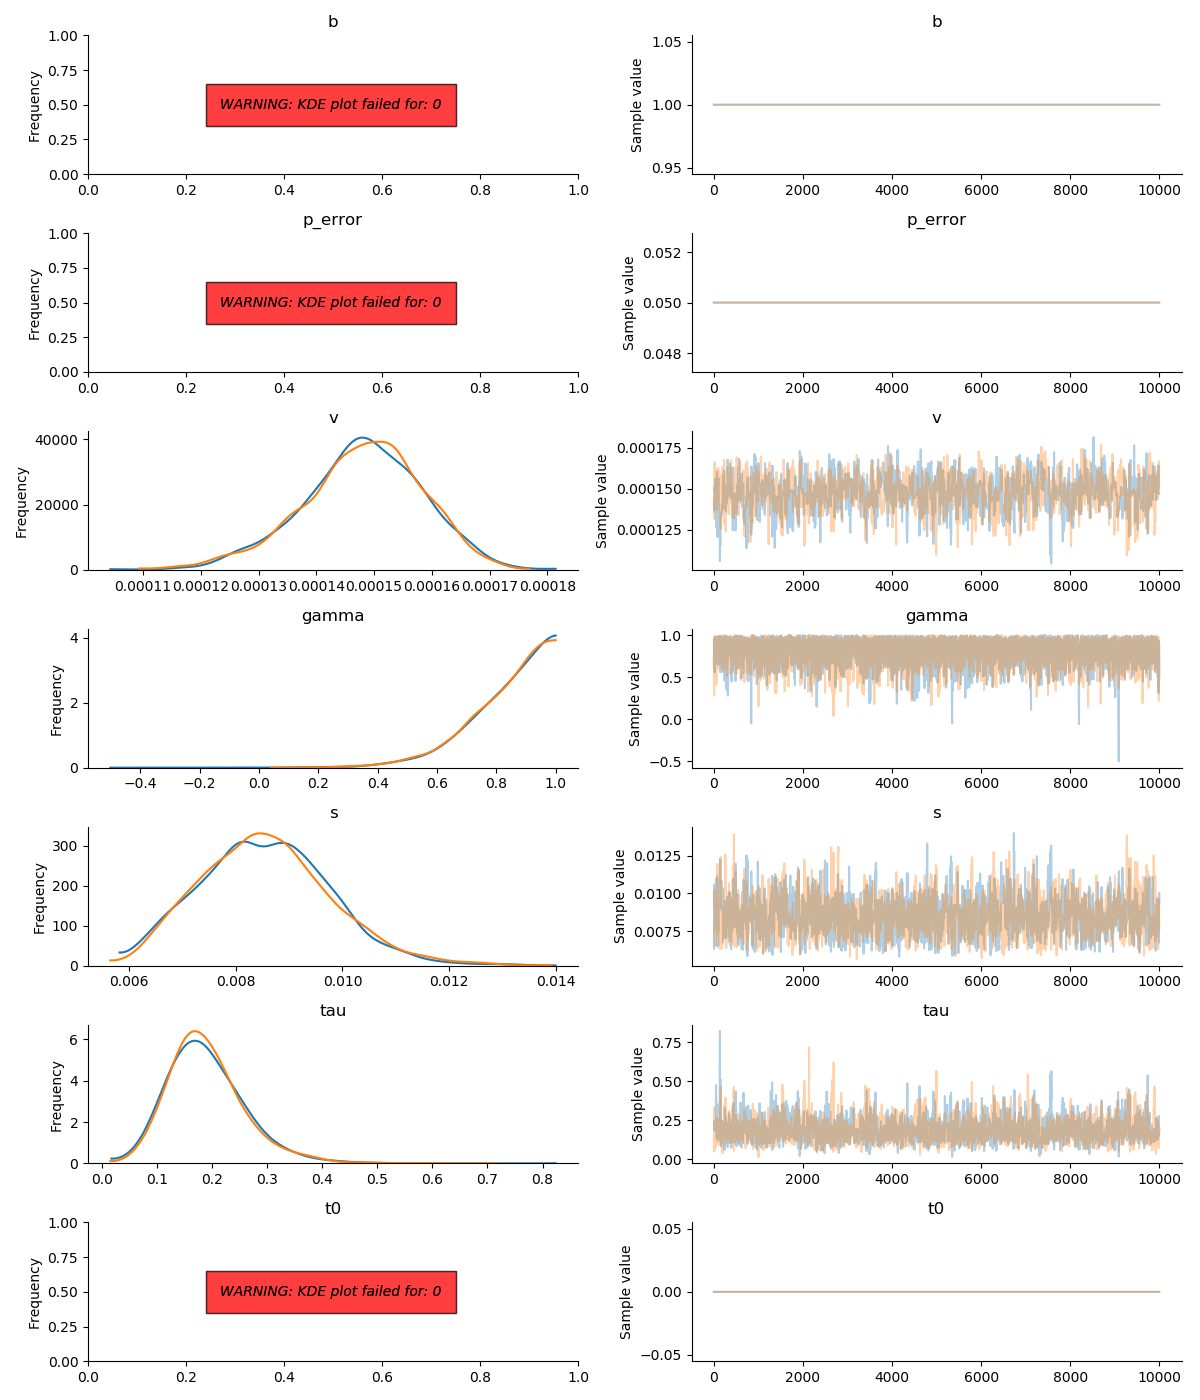 b
b
Frequency
1.00
0.75
0.50
0.25
0.00
WARNING: KDE plot failed for: 0
0.0 0.2 0.4 0.6 0.8 1.0
Sample value
1.05
1.00
0.95
0 2000 4000 6000 8000 10000
p_error
p_error
Frequency
1.00
0.75
0.50
0.25
0.00
WARNING: KDE plot failed for: 0
0.0 0.2 0.4 0.6 0.8 1.0
Sample value
0.052
0.050
0.048
0 2000 4000 6000 8000 10000
v
v
Frequency
40000
20000
0
0.00011 0.00012 0.00013 0.00014 0.00015 0.00016 0.00017 0.00018
Sample value
0.000175
0.000150
0.000125
0 2000 4000 6000 8000 10000
gamma
gamma
Frequency
4
2
0
−0.4 −0.2 0.0 0.2 0.4 0.6 0.8 1.0
Sample value
1.0
0.5
0.0
−0.5
0 2000 4000 6000 8000 10000
s
s
Frequency
300
200
100
0
0.006 0.008 0.010 0.012 0.014
Sample value
0.0125
0.0100
0.0075
0 2000 4000 6000 8000 10000
tau
tau
Frequency
6
4
2
0
0.0 0.1 0.2 0.3 0.4 0.5 0.6 0.7 0.8
Sample value
0.75
0.50
0.25
0.00
0 2000 4000 6000 8000 10000
t0
t0
Frequency
1.00
0.75
0.50
0.25
0.00
WARNING: KDE plot failed for: 0
0.0 0.2 0.4 0.6 0.8 1.0
Sample value
0.05
0.00
−0.05
0 2000 4000 6000 8000 10000